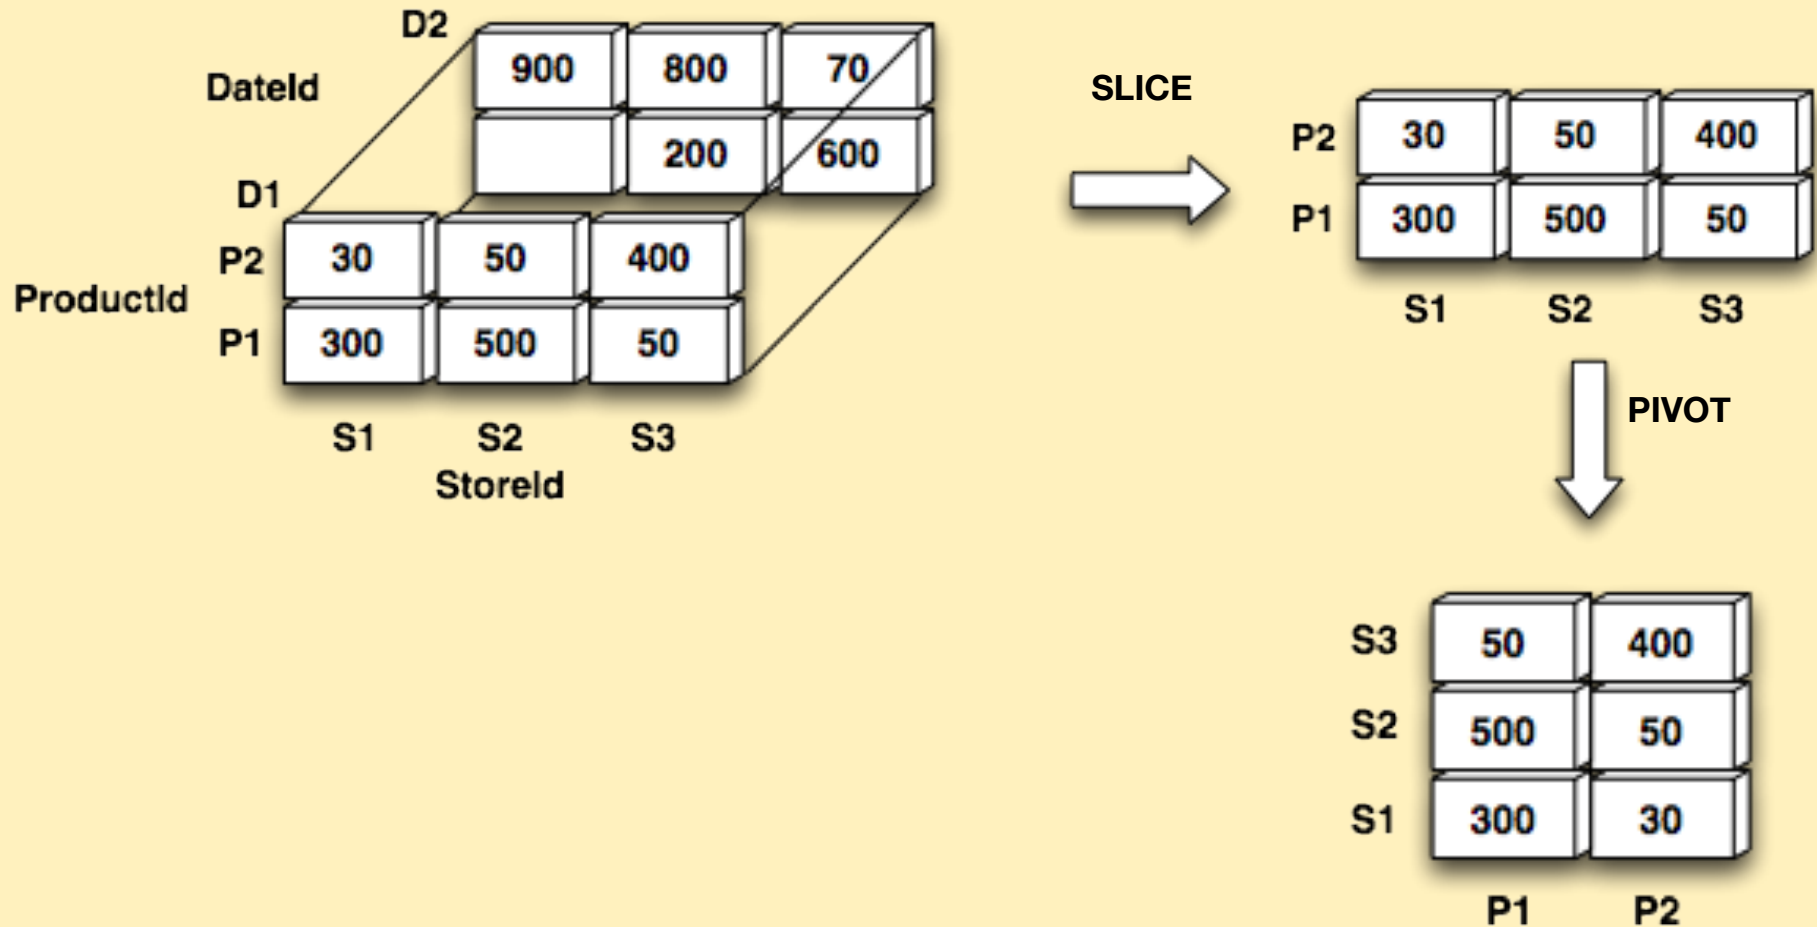 D2
DateId
900 800 70
200 600
D1
P2 30 50 400
ProductId
P1 300 500 50
S1 S2 S3
StoreId
SLICE
P2 30 50 400
P1 300 500 50
S1 S2 S3
PIVOT
S3 50 400
S2 500 50
S1 300 30
P1 P2